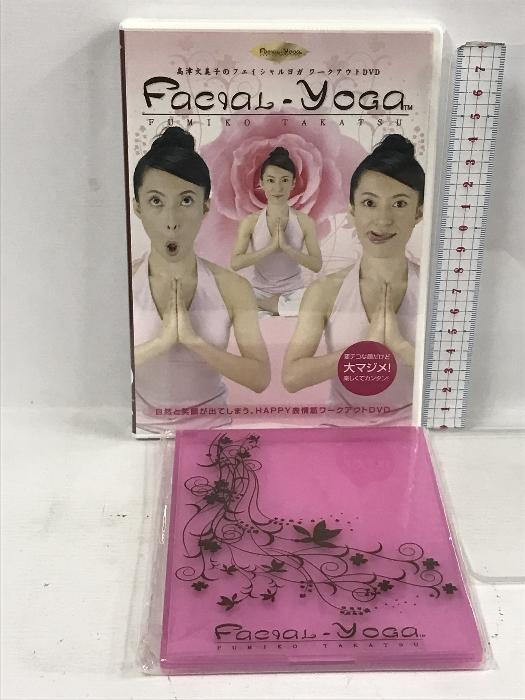 Facial-Yoga
高津文美子のフェイシャルヨガ ワークアウトDVD
Facial-Yoga™
FUMIKO TAKATSU
変テコな顔だけど
大マジメ!
楽しくてカンタン!
自然と笑顔が出てしまう、HAPPY表情筋ワークアウトDVD
Facial-Yoga™
FUMIKO TAKATSU